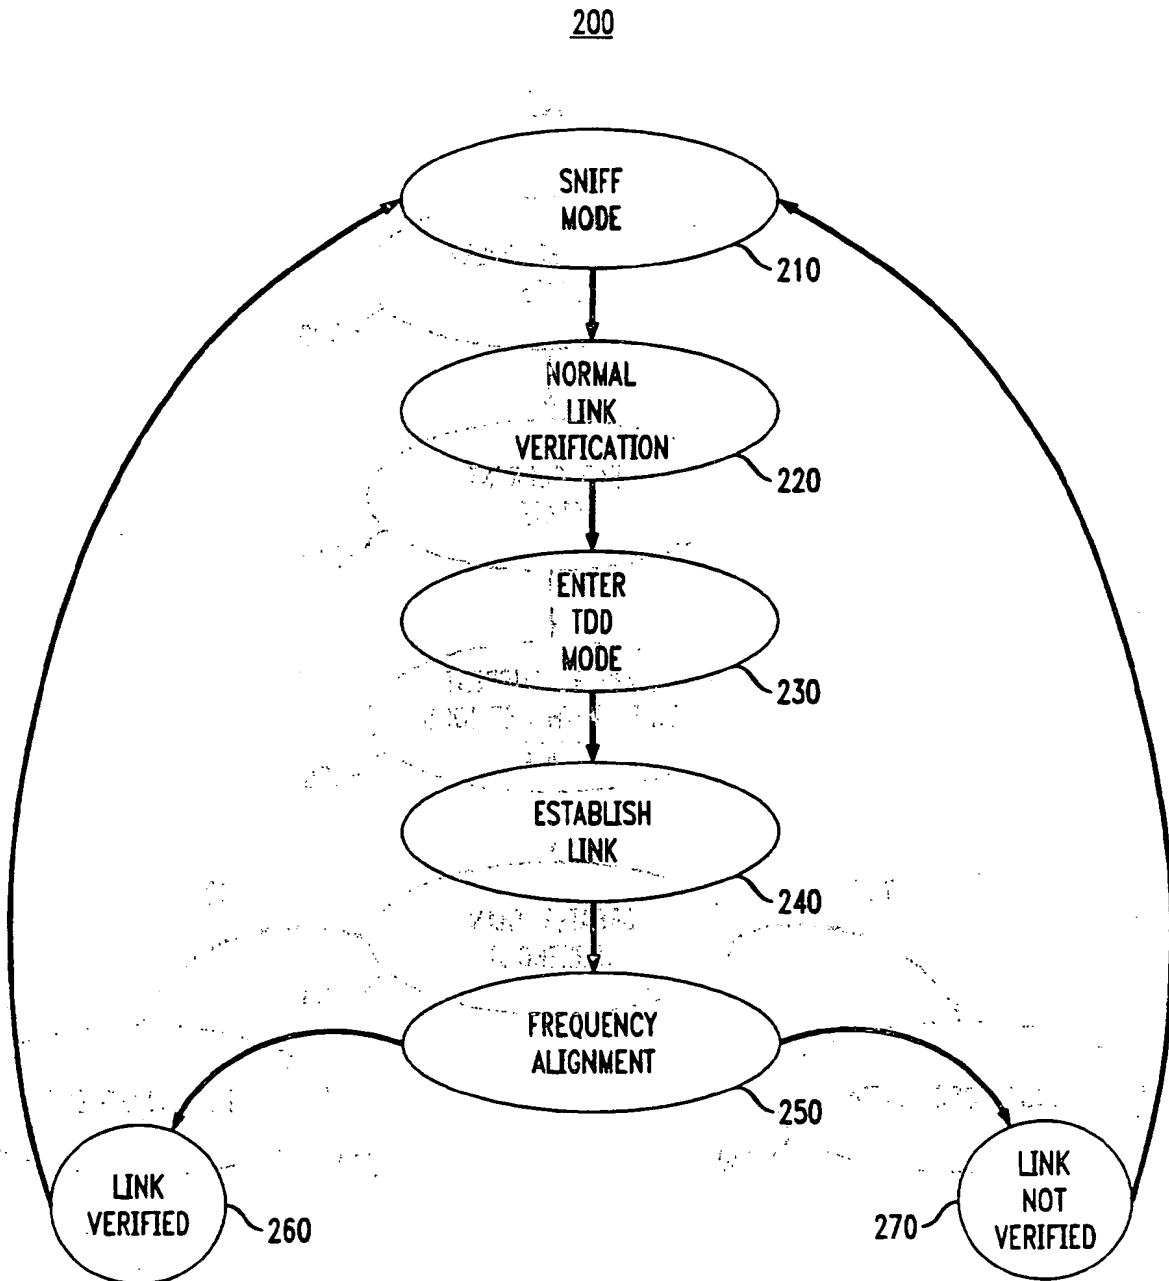 200
SNIFF
MODE
210
NORMAL
LINK
VERIFICATION
220
ENTER
TDD
MODE
230
ESTABLISH
LINK
240
FREQUENCY
ALIGNMENT
250
LINK
VERIFIED
260
LINK
NOT
VERIFIED
270